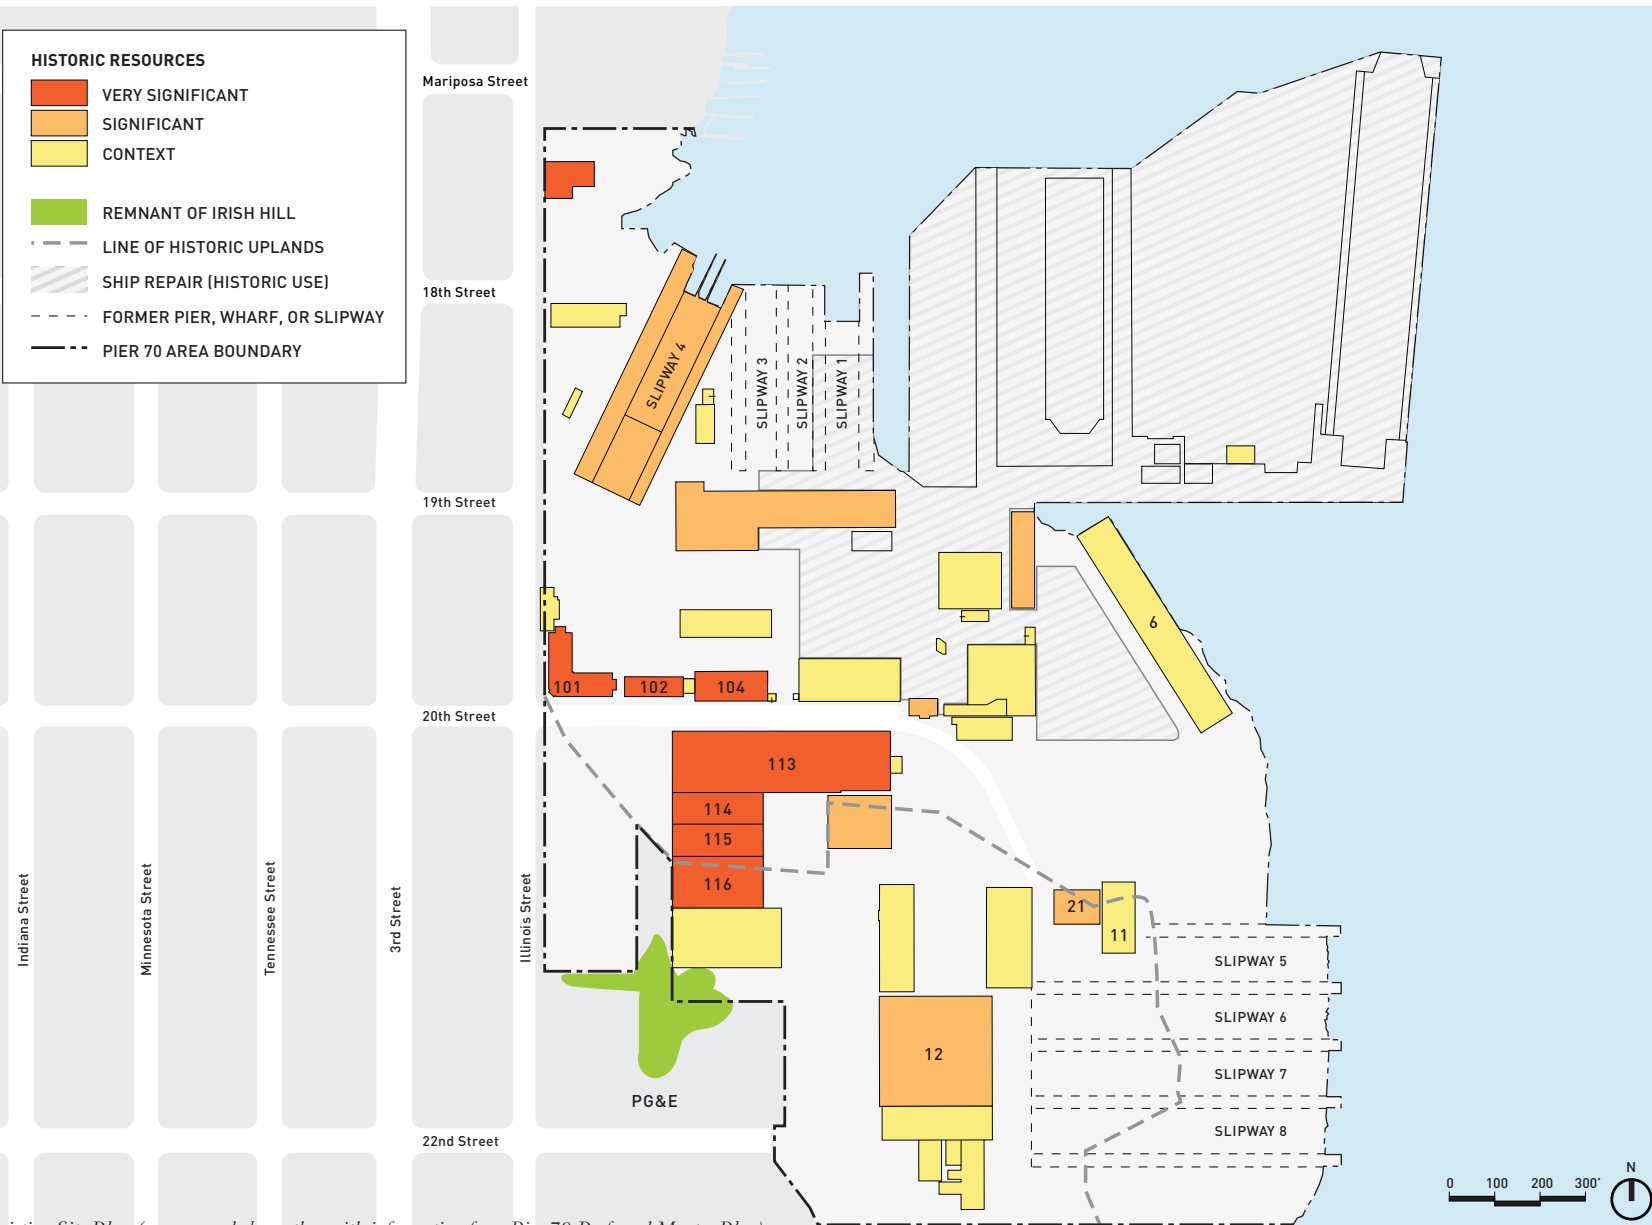 HISTORIC RESOURCES
VERY SIGNIFICANT
SIGNIFICANT
CONTEXT
REMNANT OF IRISH HILL
LINE OF HISTORIC UPLANDS
SHIP REPAIR (HISTORIC USE)
FORMER PIER, WHARF, OR SLIPWAY
PIER 70 AREA BOUNDARY
Mariposa Street
18th Street
19th Street
20th Street
22nd Street
Indiana Street
Minnesota Street
Tennessee Street
3rd Street
Illinois Street
SLIPWAY 4
SLIPWAY 3
SLIPWAY 2
SLIPWAY 1
6
101
102
104
113
114
115
116
21
11
12
SLIPWAY 5
SLIPWAY 6
SLIPWAY 7
SLIPWAY 8
PG&E
0 100 200 300'
N